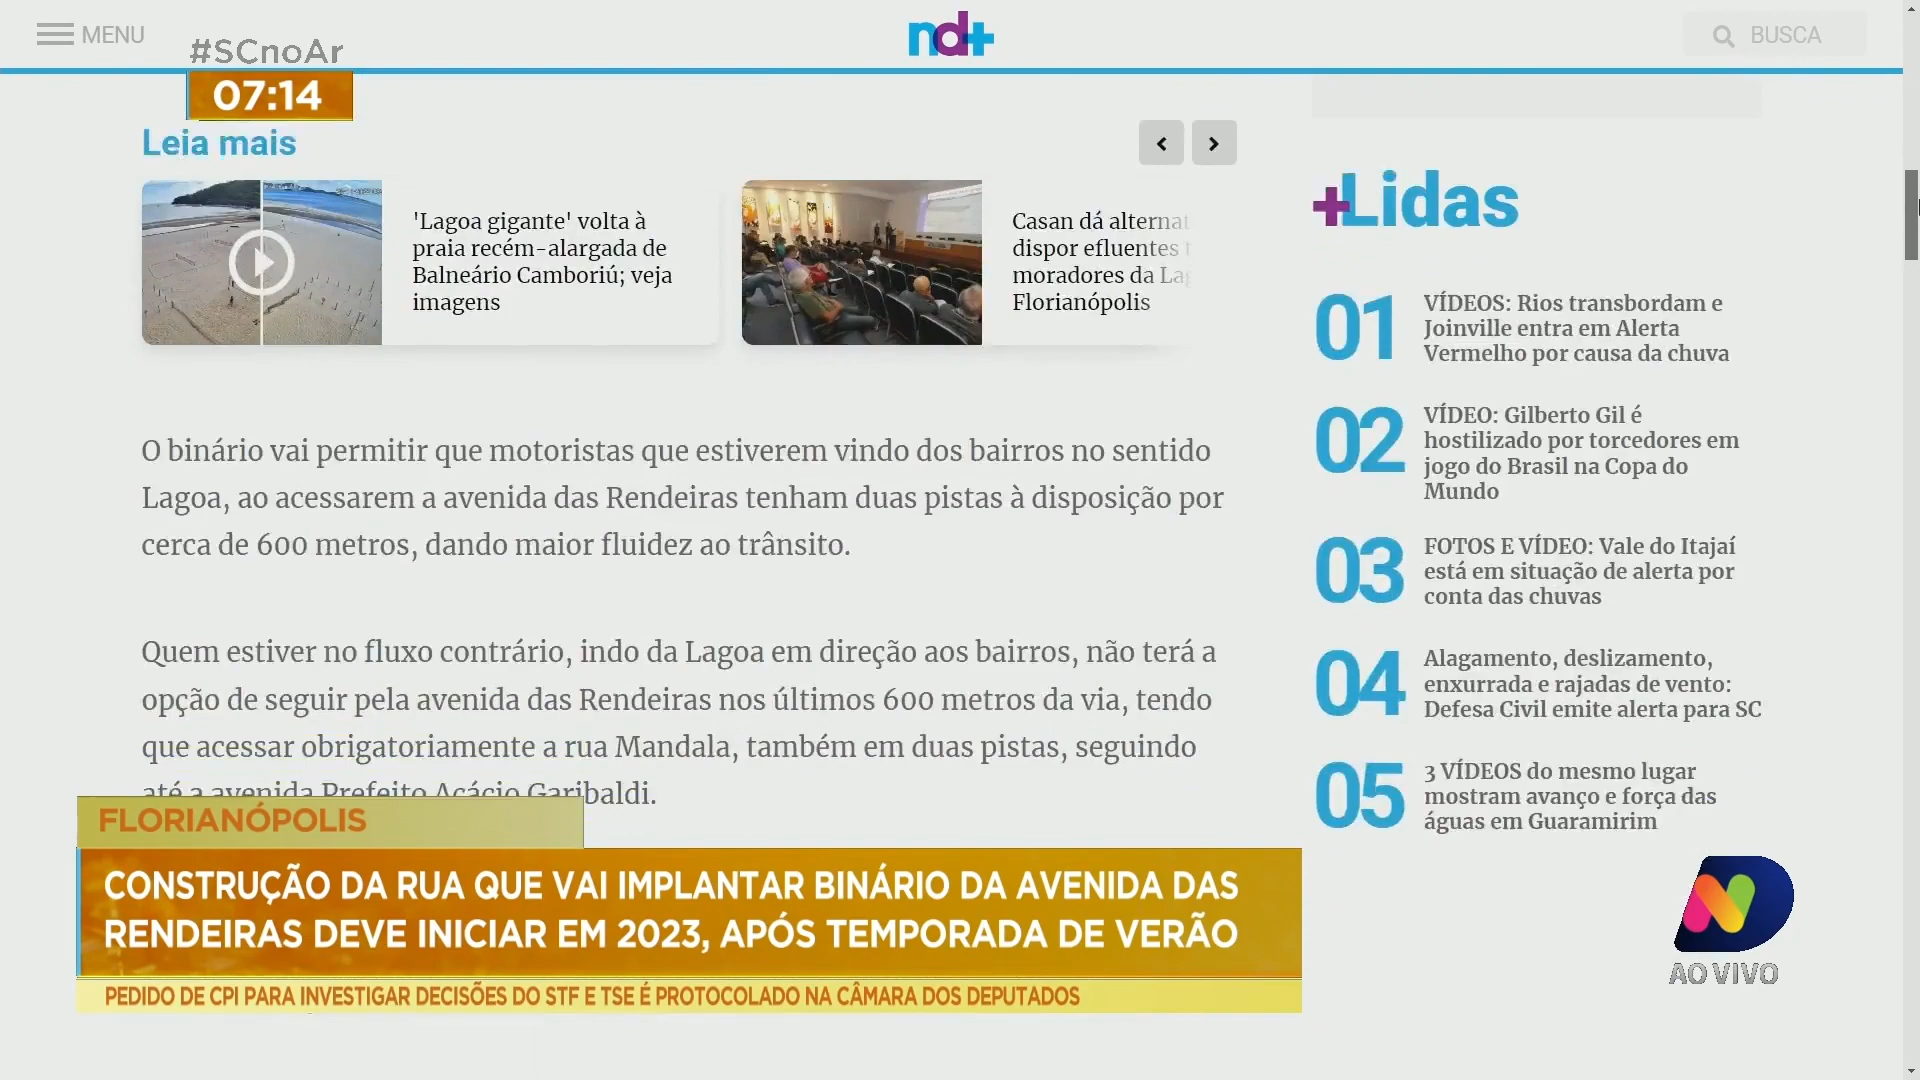 MENU
#SCnoAr
nd+
BUSCA
07:14
Leia mais
'Lagoa gigante' volta à
praia recém-alargada de
Balneário Camboriú; veja
imagens
Casan dá alternat
dispor efluentes
moradores da Lag
Florianópolis
O binário vai permitir que motoristas que estiverem vindo dos bairros no sentido
Lagoa, ao acessarem a avenida das Rendeiras tenham duas pistas à disposição por
cerca de 600 metros, dando maior fluidez ao trânsito.
Quem estiver no fluxo contrário, indo da Lagoa em direção aos bairros, não terá a
opção de seguir pela avenida das Rendeiras nos últimos 600 metros da via, tendo
que acessar obrigatoriamente a rua Mandala, também em duas pistas, seguindo
até a avenida Prefeito Acácio Garibaldi.
+Lidas
01
VÍDEOS: Rios transbordam e
Joinville entra em Alerta
Vermelho por causa da chuva
02
VÍDEO: Gilberto Gil é
hostilizado por torcedores em
jogo do Brasil na Copa do
Mundo
03
FOTOS E VÍDEO: Vale do Itajaí
está em situação de alerta por
conta das chuvas
04
Alagamento, deslizamento,
enxurrada e rajadas de vento:
Defesa Civil emite alerta para SC
05
3 VÍDEOS do mesmo lugar
mostram avanço e força das
águas em Guaramirim
FLORIANÓPOLIS
CONSTRUÇÃO DA RUA QUE VAI IMPLANTAR BINÁRIO DA AVENIDA DAS
RENDEIRAS DEVE INICIAR EM 2023, APÓS TEMPORADA DE VERÃO
PEDIDO DE CPI PARA INVESTIGAR DECISÕES DO STF E TSE É PROTOCOLADO NA CÂMARA DOS DEPUTADOS
AO VIVO